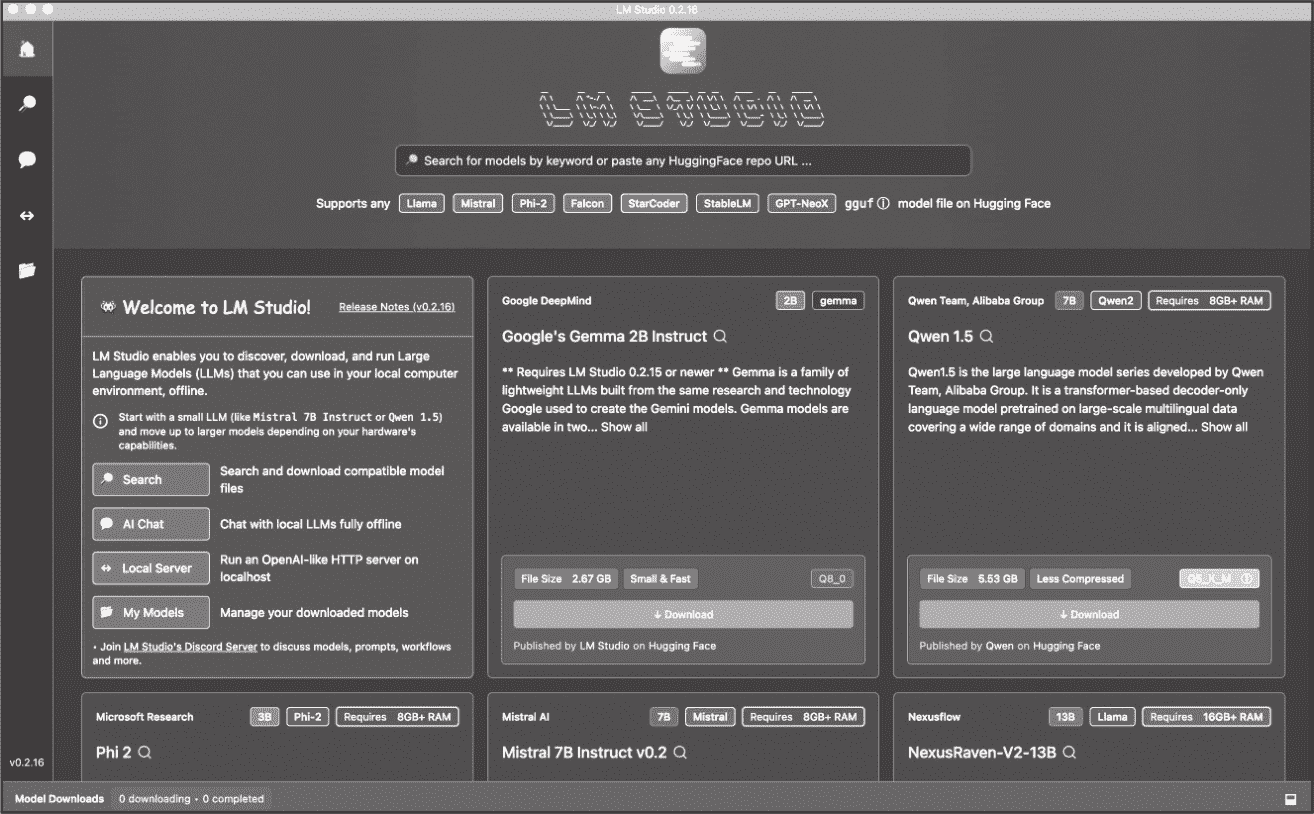 LM Studio 0.2.16
LM STUDIO
Search for models by keyword or paste any HuggingFace repo URL ...
Supports any Llama Mistral Phi-2 Falcon StarCoder StableLM GPT-NeoX gguf ⓘ model file on Hugging Face
Welcome to LM Studio! Release Notes (v0.2.16)
LM Studio enables you to discover, download, and run Large
Language Models (LLMs) that you can use in your local computer
environment, offline.
Start with a small LLM (like Mistral 7B Instruct or Qwen 1.5)
and move up to larger models depending on your hardware's
capabilities.
Search Search and download compatible model
files
AI Chat Chat with local LLMs fully offline
Local Server Run an OpenAI-like HTTP server on
localhost
My Models Manage your downloaded models
• Join LM Studio's Discord Server to discuss models, prompts, workflows
and more.
Google DeepMind 2B gemma
Google's Gemma 2B Instruct
** Requires LM Studio 0.2.15 or newer ** Gemma is a family of
lightweight LLMs built from the same research and technology
Google used to create the Gemini models. Gemma models are
available in two... Show all
File Size 2.67 GB Small & Fast Q8_0
↓ Download
Published by LM Studio on Hugging Face
Qwen Team, Alibaba Group 7B Qwen2 Requires 8GB+ RAM
Qwen 1.5
Qwen1.5 is the large language model series developed by Qwen
Team, Alibaba Group. It is a transformer-based decoder-only
language model pretrained on large-scale multilingual data
covering a wide range of domains and it is aligned... Show all
File Size 5.53 GB Less Compressed Q5_K_M ⓘ
↓ Download
Published by Qwen on Hugging Face
Microsoft Research 3B Phi-2 Requires 8GB+ RAM
Phi 2
Mistral AI 7B Mistral Requires 8GB+ RAM
Mistral 7B Instruct v0.2
Nexusflow 13B Llama Requires 16GB+ RAM
NexusRaven-V2-13B
v0.2.16
Model Downloads 0 downloading • 0 completed